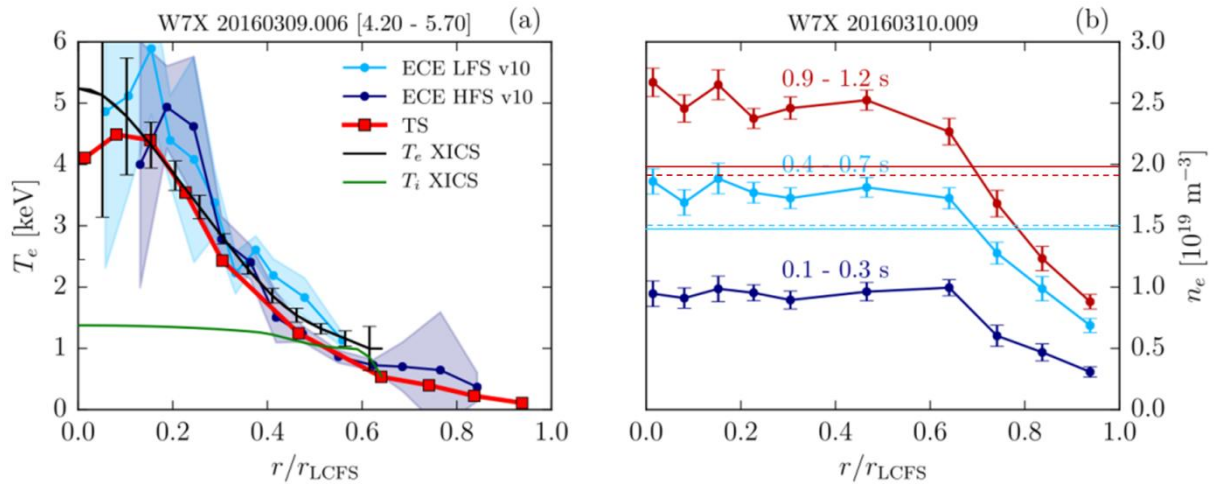 W7X 20160309.006 [4.20 - 5.70]
(a)
6
5
4
3
2
1
0
T_e [keV]
ECE LFS v10
ECE HFS v10
TS
T_e XICS
T_i XICS
0.0 0.2 0.4 0.6 0.8 1.0
r/r_LCFS
W7X 20160310.009
(b)
0.9 - 1.2 s
0.4 - 0.7 s
0.1 - 0.3 s
3.0
2.5
2.0
1.5
1.0
0.5
0.0
n_e [10^19 m^-3]
0.0 0.2 0.4 0.6 0.8 1.0
r/r_LCFS